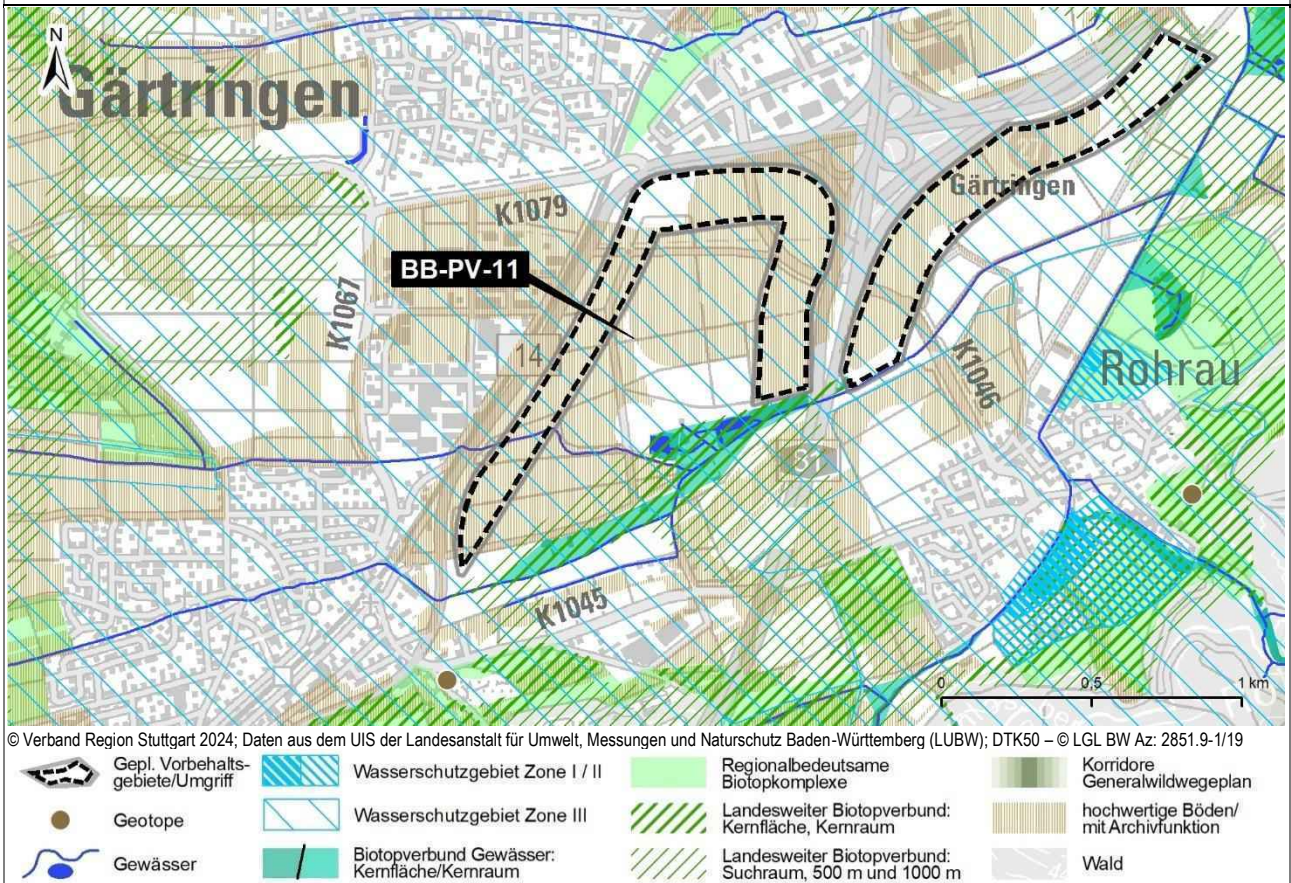 N
Gärtringen
K1079
Gärtringen
BB-PV-11
K1067
14
K1046
Rohrau
81
K1045
0 0,5 1 km
© Verband Region Stuttgart 2024; Daten aus dem UIS der Landesanstalt für Umwelt, Messungen und Naturschutz Baden-Württemberg (LUBW); DTK50 – © LGL BW Az: 2851.9-1/19
Gepl. Vorbehalts-
gebiete/Umgriff
Wasserschutzgebiet Zone I / II
Regionalbedeutsame
Biotopkomplexe
Korridore
Generalwildwegeplan
Geotope
Wasserschutzgebiet Zone III
Landesweiter Biotopverbund:
Kernfläche, Kernraum
hochwertige Böden/
mit Archivfunktion
Gewässer
Biotopverbund Gewässer:
Kernfläche/Kernraum
Landesweiter Biotopverbund:
Suchraum, 500 m und 1000 m
Wald